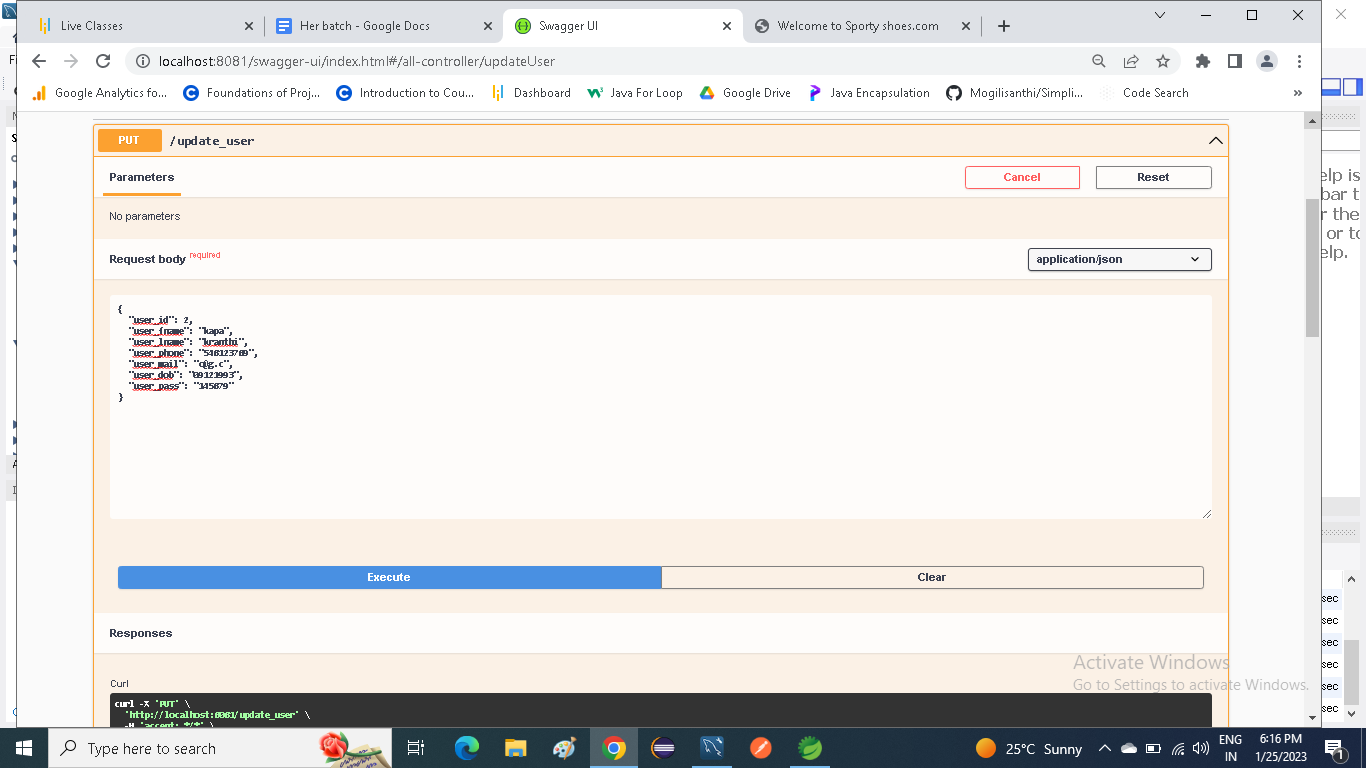 Live Classes
Her batch - Google Docs
Swagger UI
Welcome to Sporty shoes.com
localhost:8081/swagger-ui/index.html#/all-controller/updateUser
Google Analytics fo...
Foundations of Proj...
Introduction to Cou...
Dashboard
Java For Loop
Google Drive
Java Encapsulation
Mogilisanthi/Simpli...
Code Search
»
PUT /update_user
Parameters
Cancel
Reset
No parameters
Request body required
application/json
{
"user_id": 2,
"user_fname": "kapa",
"user_lname": "kranthi",
"user_phone":
"user_mail": "c@g.c",
"user_dob": "09121993",
"user_pass":
}
Execute
Clear
Responses
Curl
curl -X 'PUT' \
'http://localhost:8081/update_user' \
-H 'accept: */*' \
elp is
bar t
r the
or to
elp.
sec
sec
sec
sec
sec
sec
Activate Windows
Go to Settings to activate Windows.
Type here to search
25°C Sunny
ENG
IN
6:16 PM
1/25/2023
1